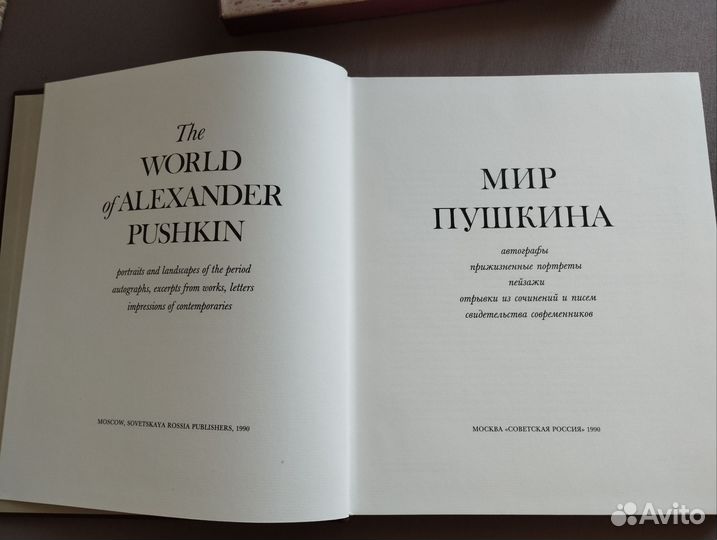 The
WORLD
of ALEXANDER
PUSHKIN
portraits and landscapes of the period
autographs, excerpts from works, letters
impressions of contemporaries
MOSCOW, SOVETSKAYA ROSSIA PUBLISHERS, 1990
МИР
ПУШКИНА
автографы
прижизненные портреты
пейзажи
отрывки из сочинений и писем
свидетельства современников
МОСКВА «СОВЕТСКАЯ РОССИЯ» 1990
Avito